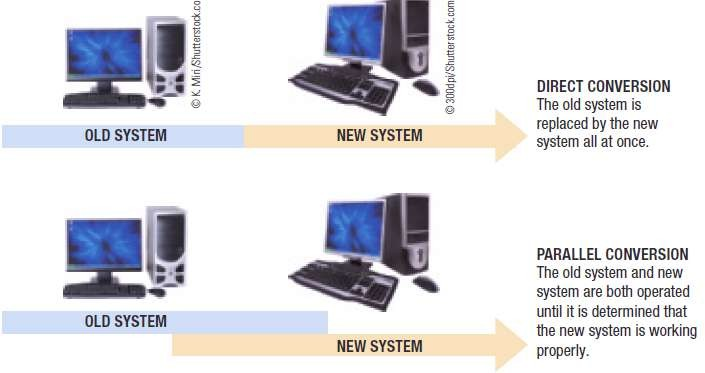 © K. Miri/Shutterstock.co
© 300dpi/Shutterstock.com
DIRECT CONVERSION
The old system is
replaced by the new
system all at once.
OLD SYSTEM
NEW SYSTEM
PARALLEL CONVERSION
The old system and new
system are both operated
until it is determined that
the new system is working
properly.
OLD SYSTEM
NEW SYSTEM